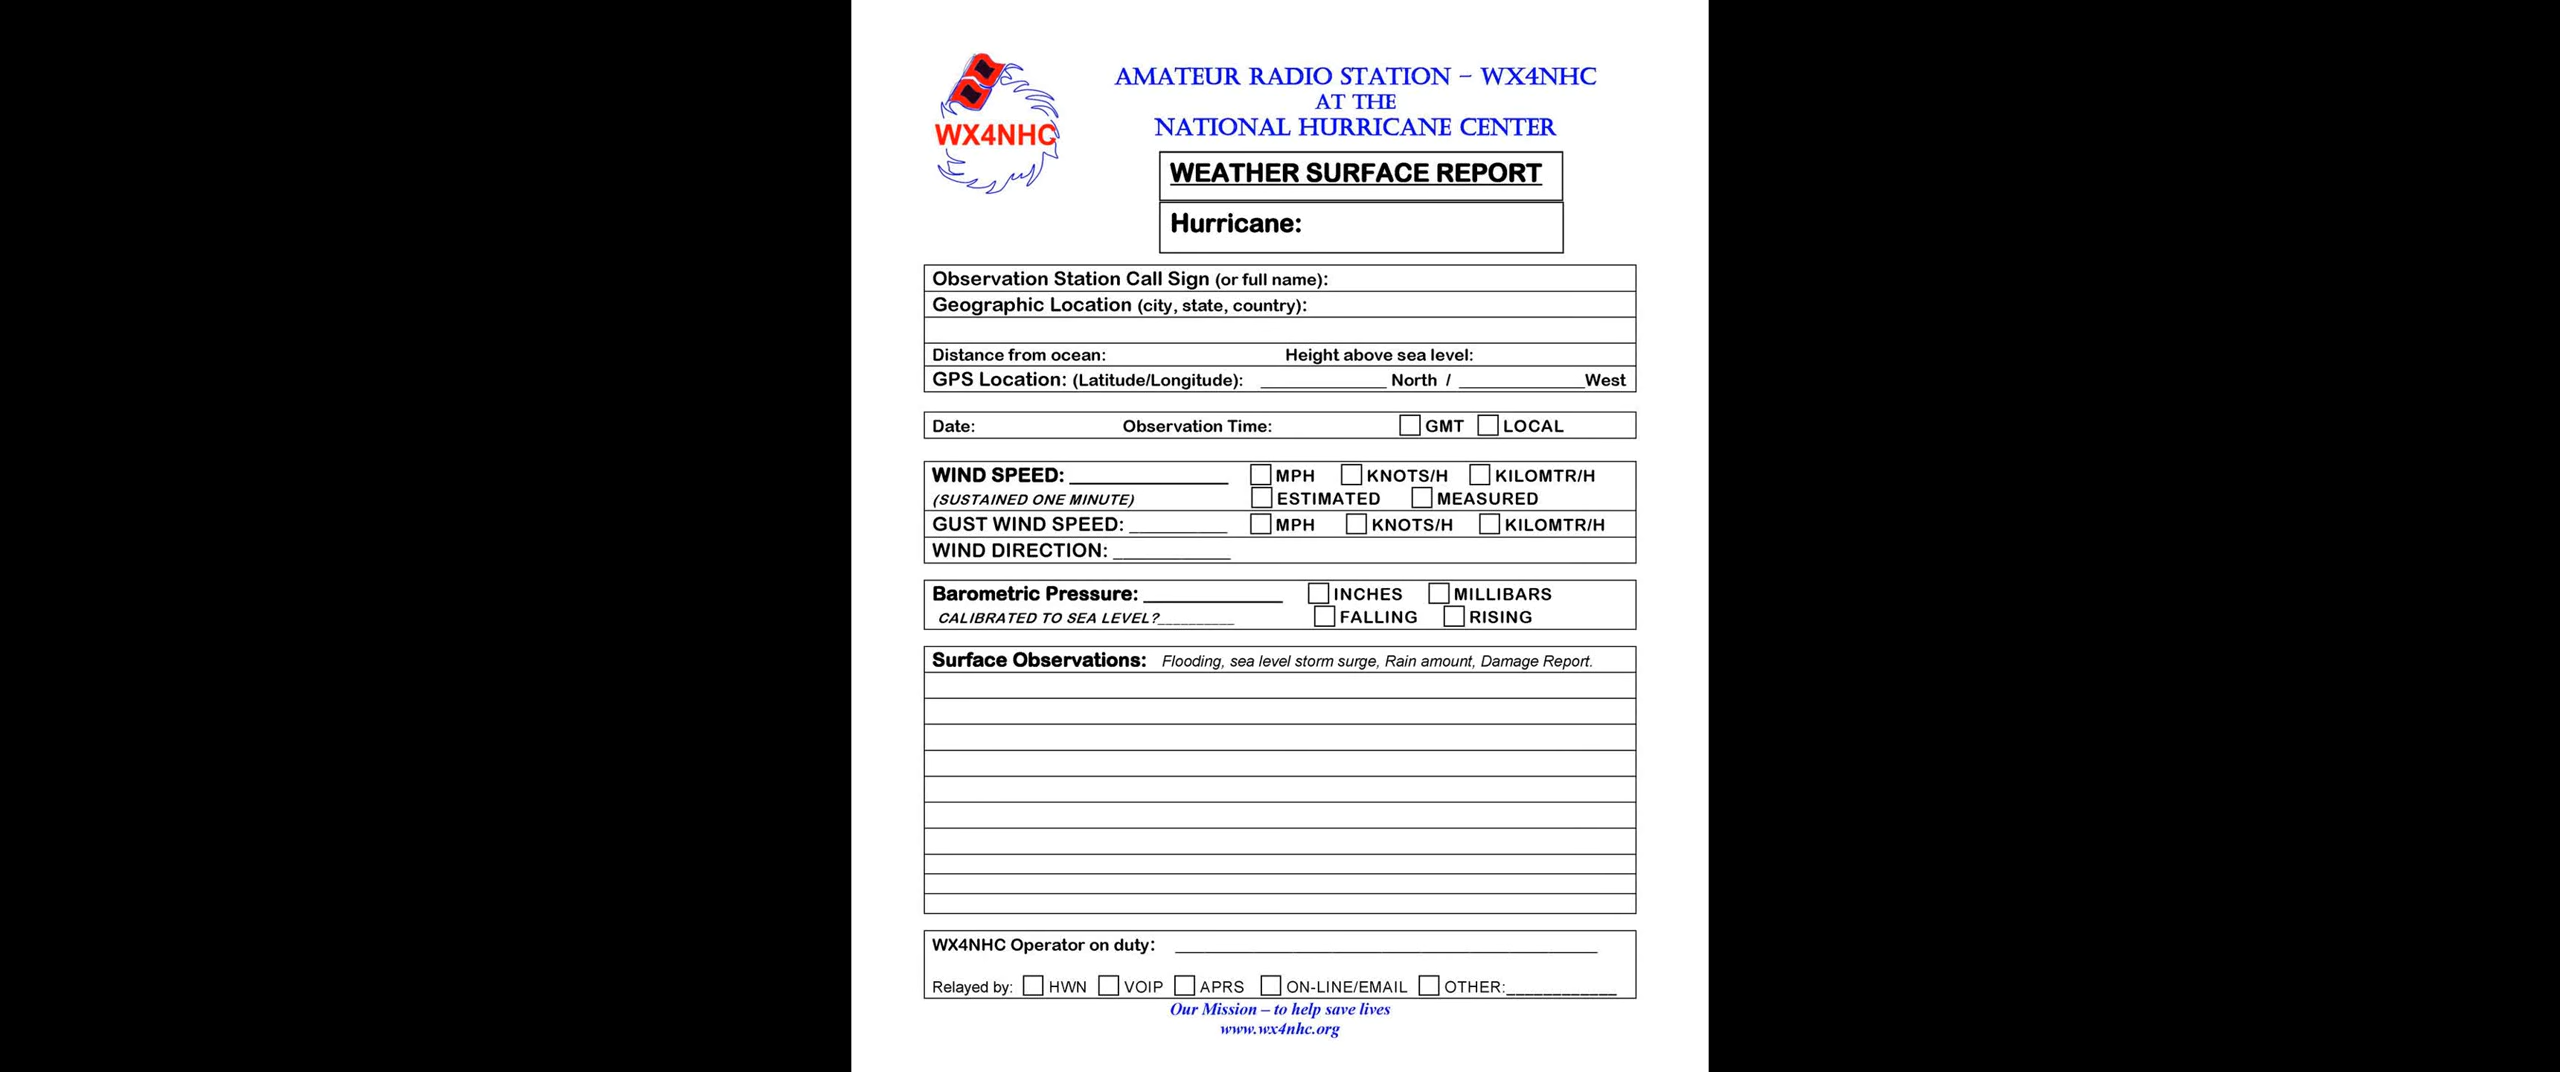 WX4NHC
AMATEUR RADIO STATION – WX4NHC
AT THE
NATIONAL HURRICANE CENTER
WEATHER SURFACE REPORT
Hurricane:
Observation Station Call Sign (or full name):
Geographic Location (city, state, country):
Distance from ocean: Height above sea level:
GPS Location: (Latitude/Longitude): ____________ North / ____________West
Date: Observation Time: GMT LOCAL
WIND SPEED: ______________ MPH KNOTS/H KILOMTR/H
(SUSTAINED ONE MINUTE) ESTIMATED MEASURED
GUST WIND SPEED: _________ MPH KNOTS/H KILOMTR/H
WIND DIRECTION: ___________
Barometric Pressure: ____________ INCHES MILLIBARS
CALIBRATED TO SEA LEVEL?_________ FALLING RISING
Surface Observations: Flooding, sea level storm surge, Rain amount, Damage Report.
WX4NHC Operator on duty: ________________________________________
Relayed by: HWN VOIP APRS ON-LINE/EMAIL OTHER:____________
Our Mission – to help save lives
www.wx4nhc.org